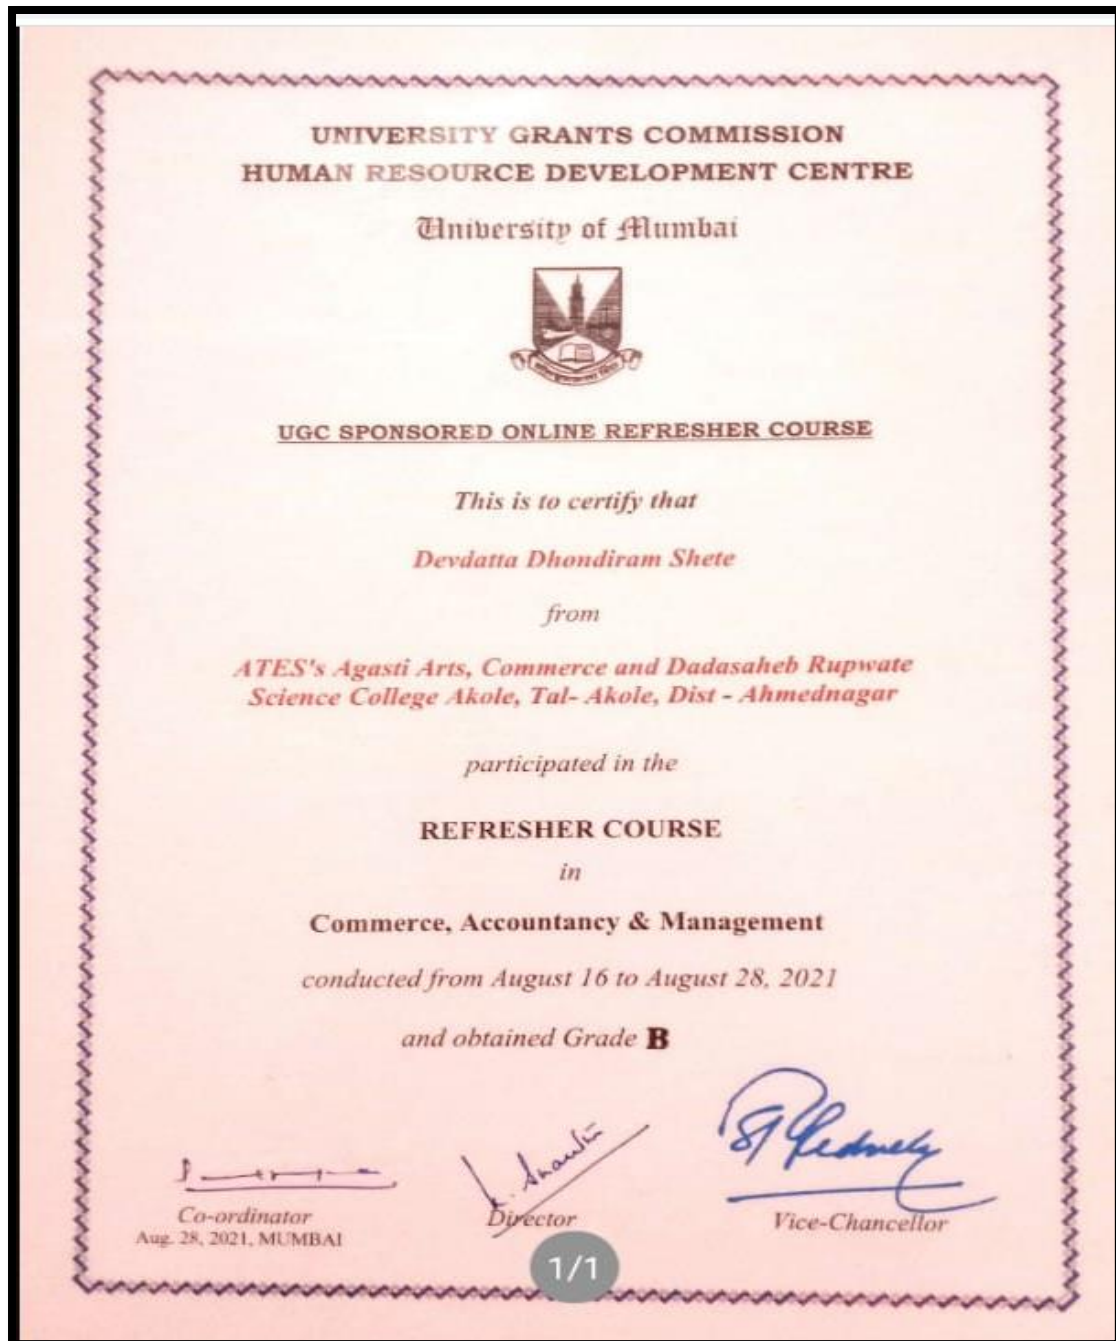 UNIVERSITY GRANTS COMMISSION
HUMAN RESOURCE DEVELOPMENT CENTRE
University of Mumbai
UGC SPONSORED ONLINE REFRESHER COURSE
This is to certify that
Devdatta Dhondiram Shete
from
ATES's Agasti Arts, Commerce and Dadasaheb Rupwate
Science College Akole, Tal- Akole, Dist - Ahmednagar
participated in the
REFRESHER COURSE
in
Commerce, Accountancy & Management
conducted from August 16 to August 28, 2021
and obtained Grade B
Co-ordinator
Director
Vice-Chancellor
Aug. 28, 2021, MUMBAI
1/1